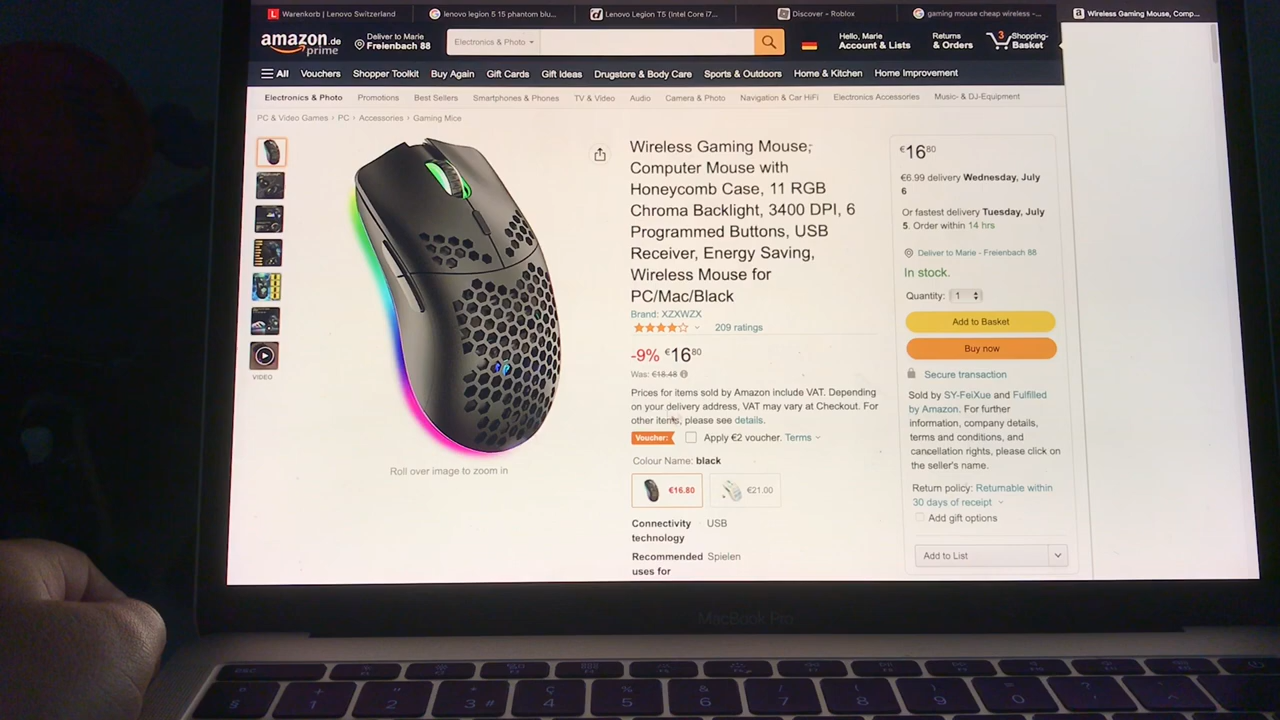 Warenkorb | Lenovo Switzerland
lenovo legion 5 15 phantom blu...
Lenovo Legion T5 (Intel Core i7...
Discover - Roblox
gaming mouse cheap wireless -...
Wireless Gaming Mouse, Comp...
amazon.de
prime
Deliver to Marie
Freienbach 88
Electronics & Photo
Hello, Marie
Account & Lists
Returns
& Orders
3
Shopping-
Basket
All
Vouchers
Shopper Toolkit
Buy Again
Gift Cards
Gift Ideas
Drugstore & Body Care
Sports & Outdoors
Home & Kitchen
Home Improvement
Electronics & Photo
Promotions
Best Sellers
Smartphones & Phones
TV & Video
Audio
Camera & Photo
Navigation & Car HiFi
Electronics Accessories
Music- & DJ-Equipment
PC & Video Games › PC › Accessories › Gaming Mice
VIDEO
Roll over image to zoom in
Wireless Gaming Mouse,
Computer Mouse with
Honeycomb Case, 11 RGB
Chroma Backlight, 3400 DPI, 6
Programmed Buttons, USB
Receiver, Energy Saving,
Wireless Mouse for
PC/Mac/Black
Brand: XZXWZX
209 ratings
-9% €16 80
Was: €18.48
Prices for items sold by Amazon include VAT. Depending
on your delivery address, VAT may vary at Checkout. For
other items, please see details.
Voucher: Apply €2 voucher. Terms
Colour Name: black
€16.80
€21.00
Connectivity technology USB
Recommended uses for Spielen
€16 80
€6.99 delivery Wednesday, July
6
Or fastest delivery Tuesday, July
5. Order within 14 hrs
Deliver to Marie - Freienbach 88
In stock.
Quantity: 1
Add to Basket
Buy now
Secure transaction
Sold by SY-FeiXue and Fulfilled
by Amazon. For further
information, company details,
terms and conditions, and
cancellation rights, please click on
the seller's name.
Return policy: Returnable within
30 days of receipt
Add gift options
Add to List
MacBook Pro
esc
§ 1 2 3 # 4 5 6 7 8 9 0